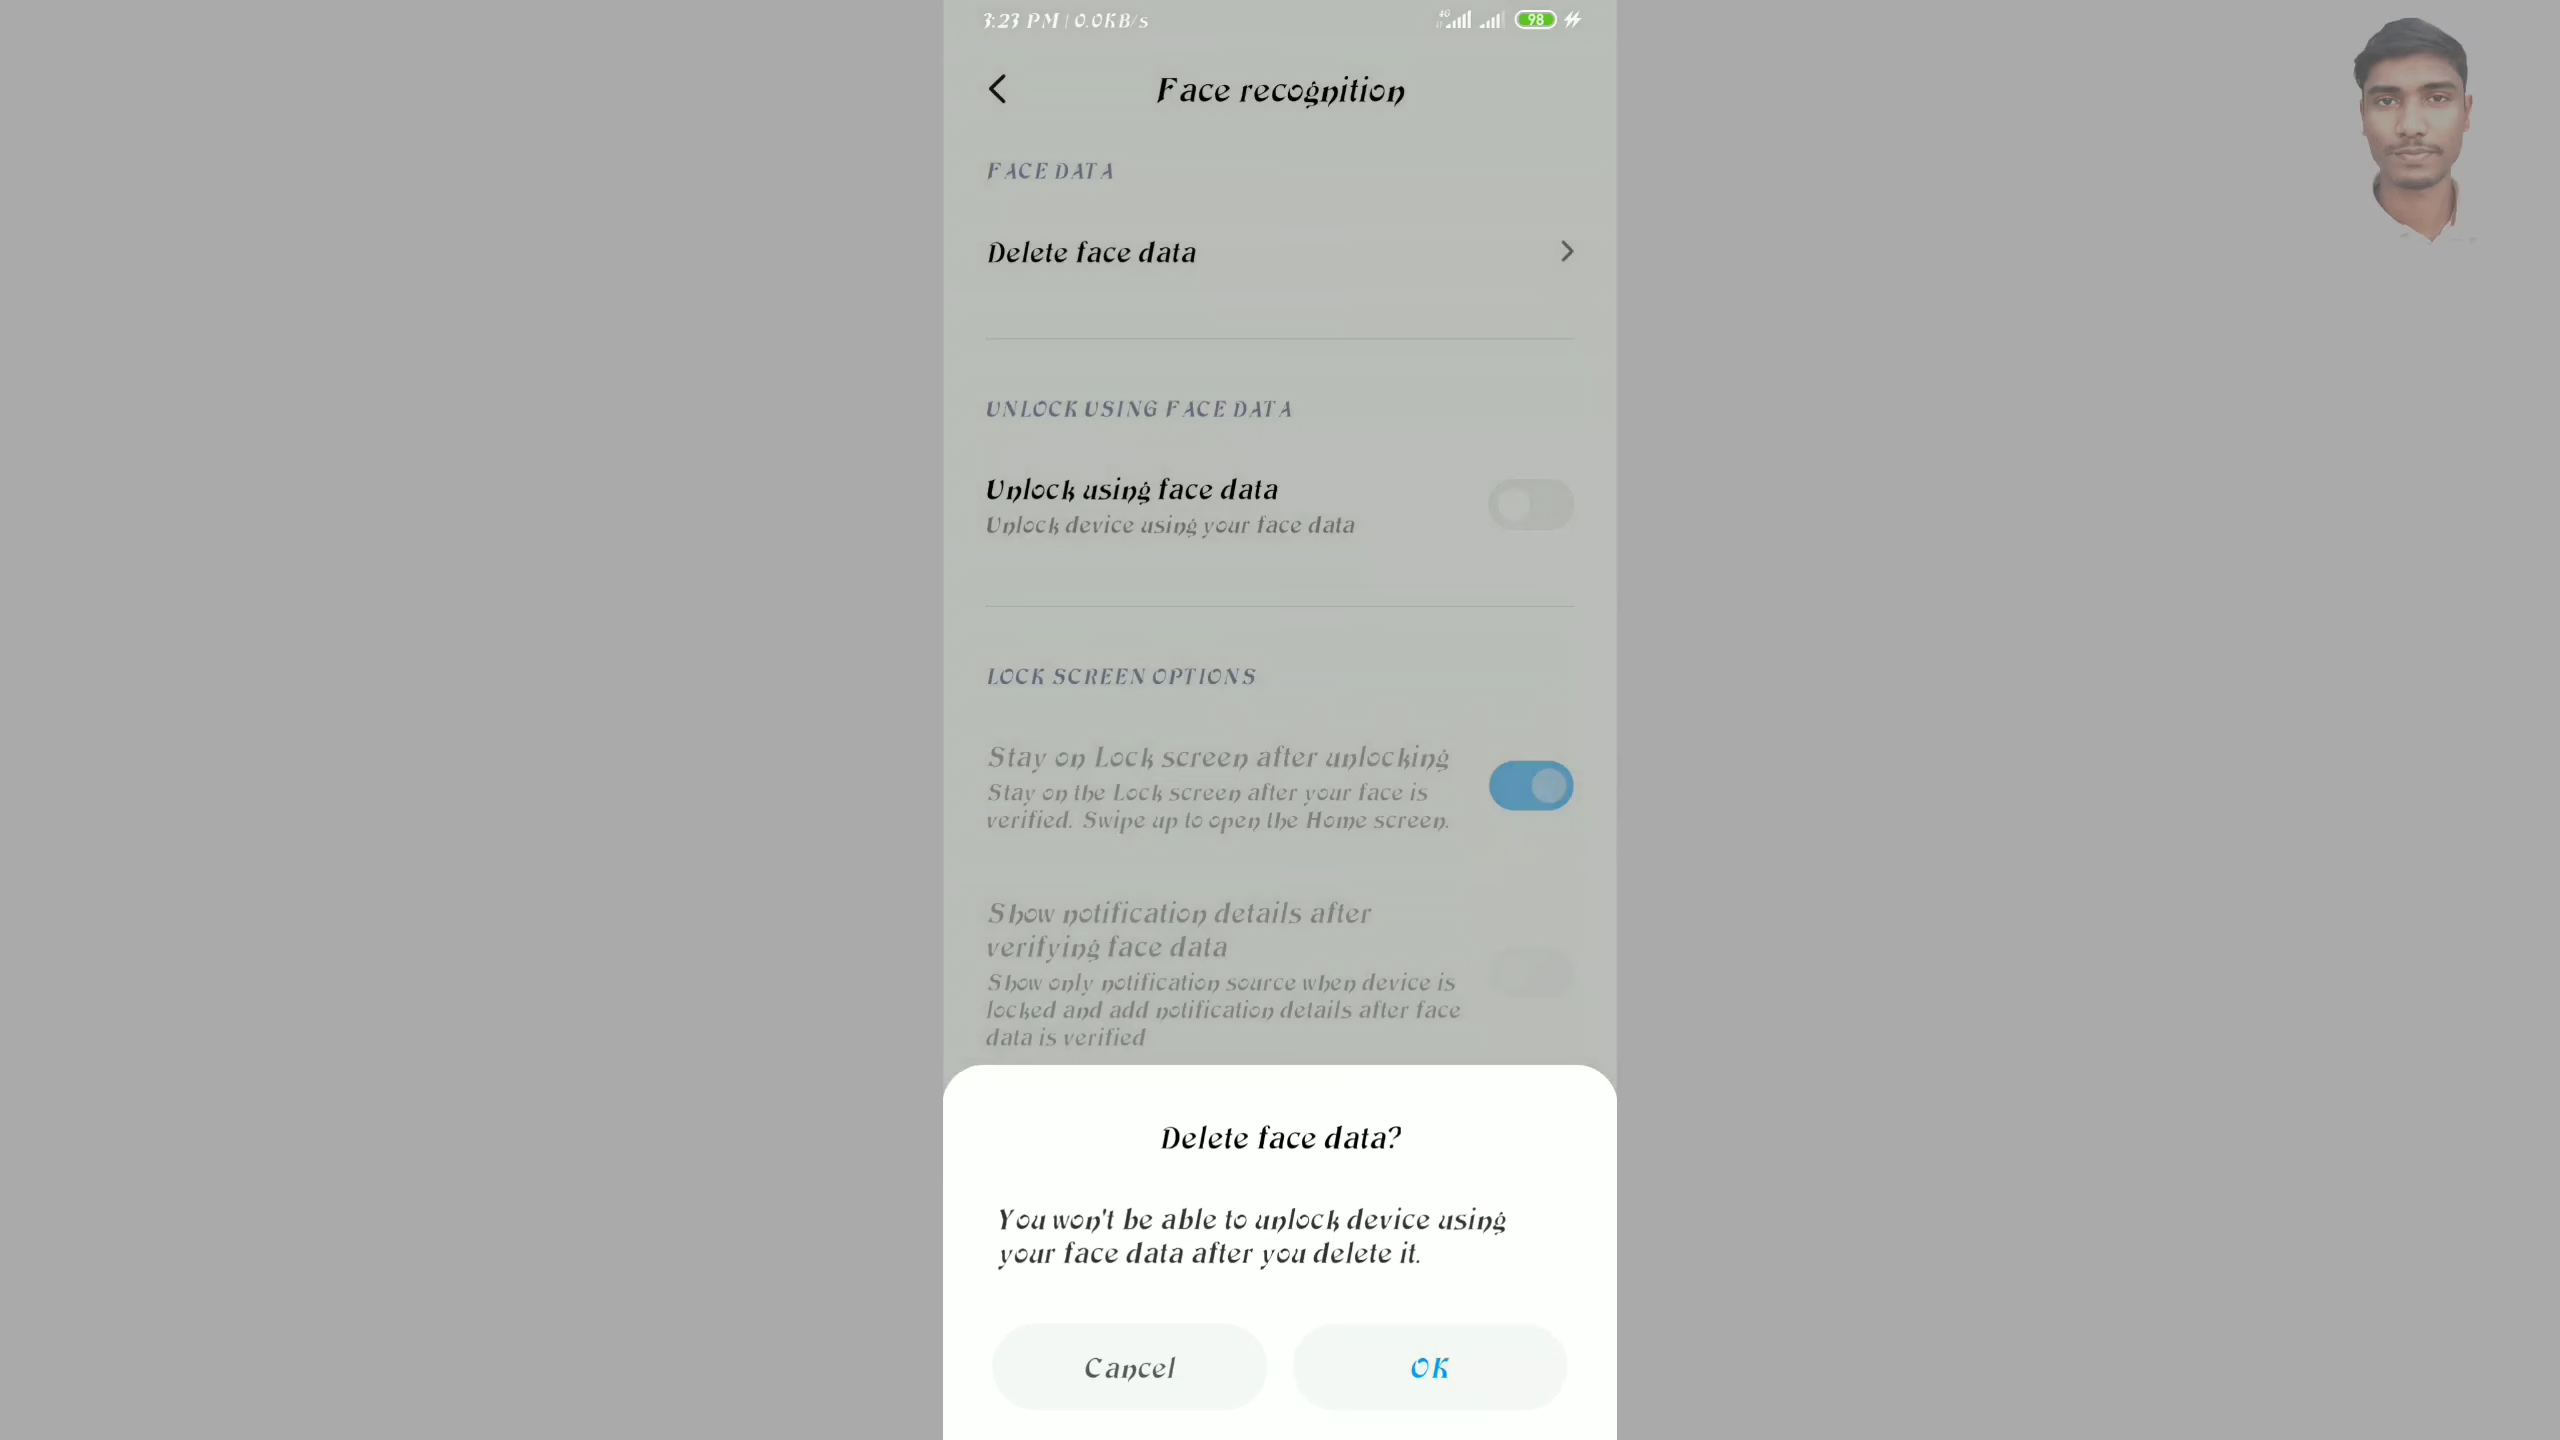 3:23 PM | 0.0KB/s
4G
98
Face recognition
FACE DATA
Delete face data
UNLOCK USING FACE DATA
Unlock using face data
Unlock device using your face data
LOCK SCREEN OPTIONS
Stay on Lock screen after unlocking
Stay on the Lock screen after your face is
verified. Swipe up to open the Home screen.
Show notification details after
verifying face data
Show only notification source when device is
locked and add notification details after face
data is verified
Delete face data?
You won't be able to unlock device using
your face data after you delete it.
Cancel
OK